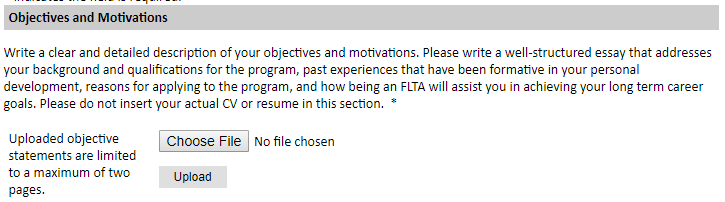 Objectives and Motivations
Write a clear and detailed description of your objectives and motivations. Please write a well-structured essay that addresses
your background and qualifications for the program, past experiences that have been formative in your personal
development, reasons for applying to the program, and how being an FLTA will assist you in achieving your long term career
goals. Please do not insert your actual CV or resume in this section. *
Uploaded objective
statements are limited
to a maximum of two
pages.
Choose File No file chosen
Upload